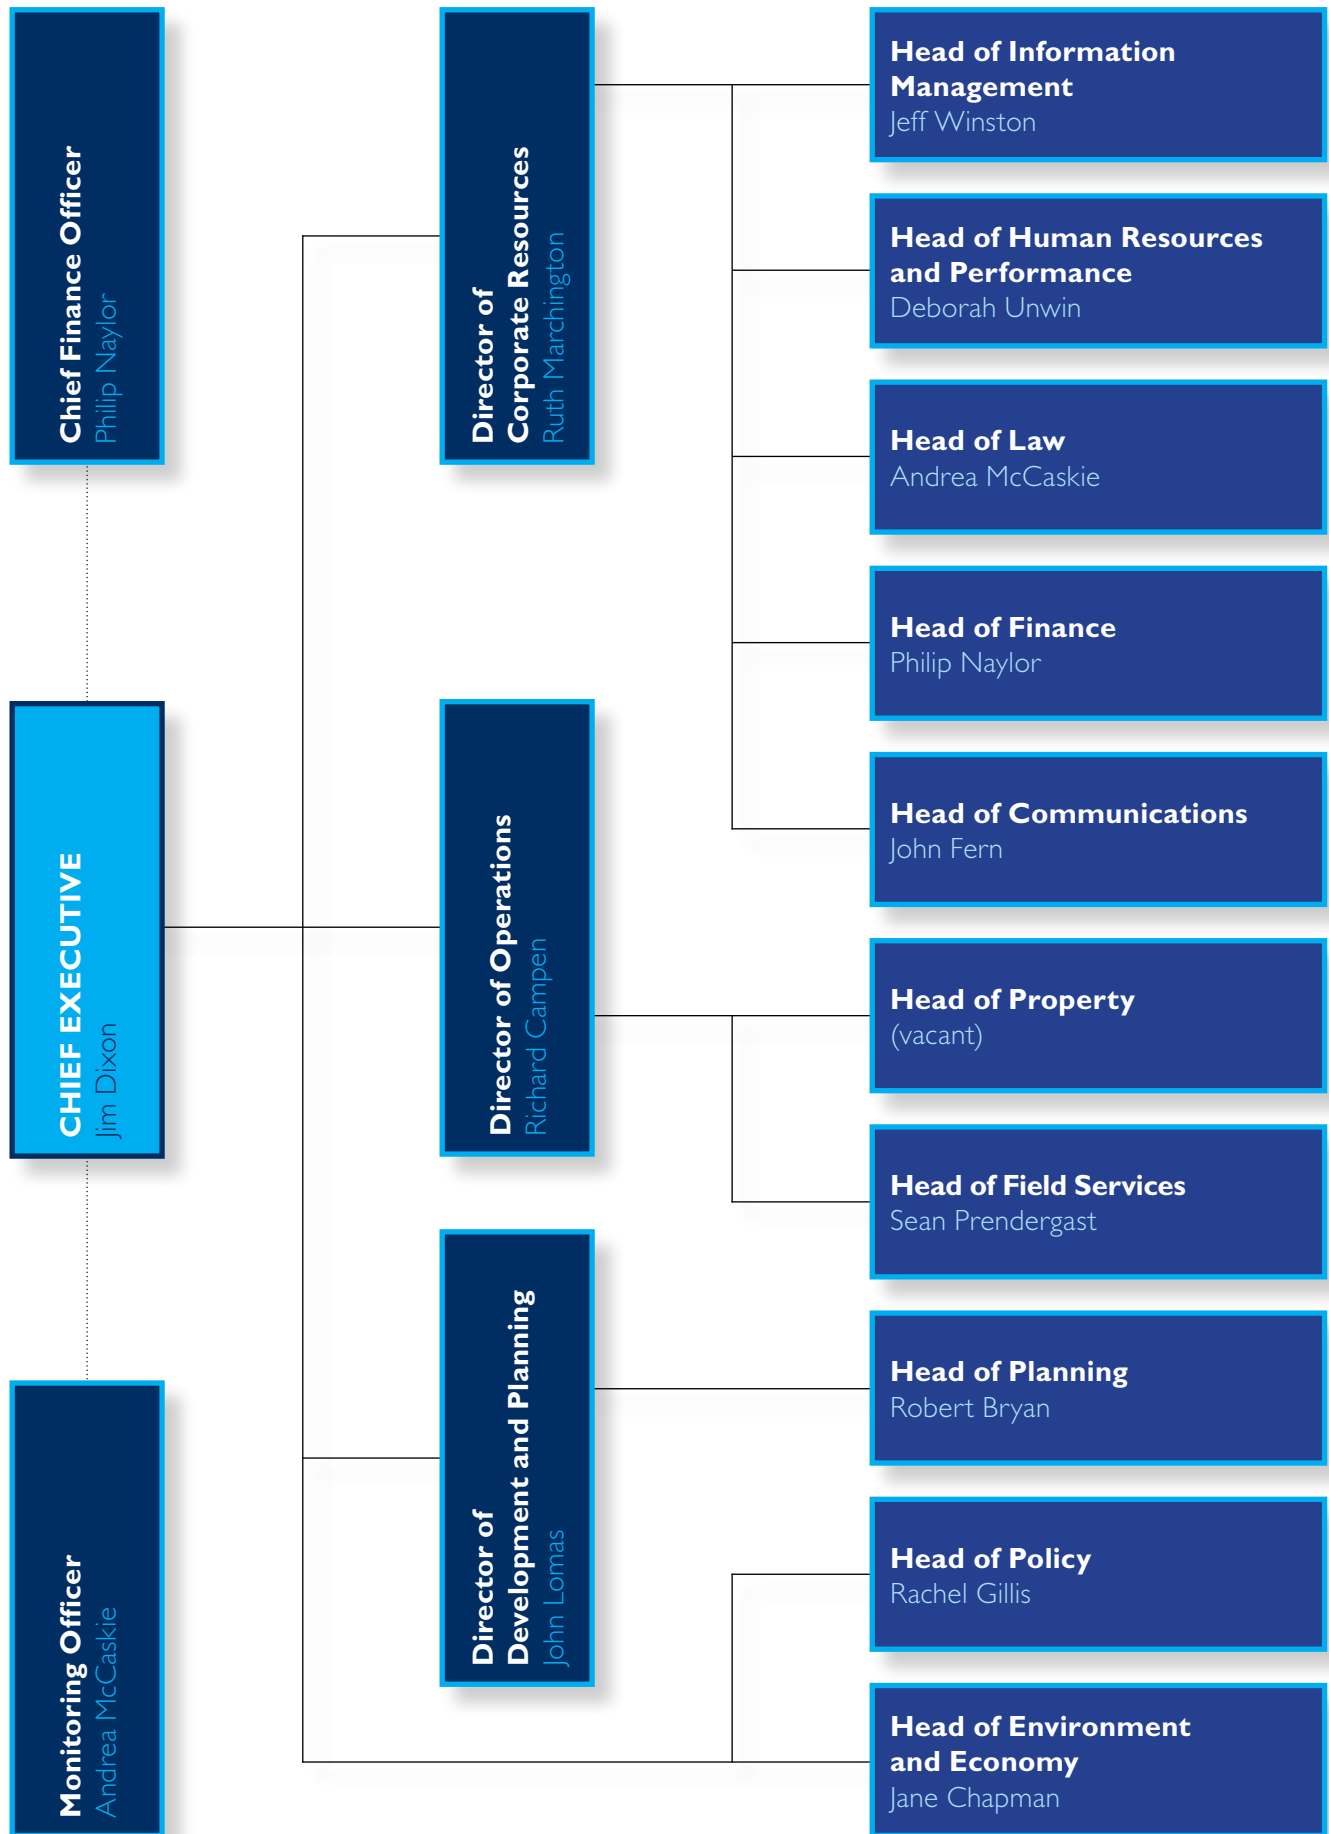 Chief Finance Officer
Philip Naylor
CHIEF EXECUTIVE
Jim Dixon
Monitoring Officer
Andrea McCaskie
Director of
Corporate Resources
Ruth Marchington
Director of Operations
Richard Campen
Director of
Development and Planning
John Lomas
Head of Information
Management
Jeff Winston
Head of Human Resources
and Performance
Deborah Unwin
Head of Law
Andrea McCaskie
Head of Finance
Philip Naylor
Head of Communications
John Fern
Head of Property
(vacant)
Head of Field Services
Sean Prendergast
Head of Planning
Robert Bryan
Head of Policy
Rachel Gillis
Head of Environment
and Economy
Jane Chapman